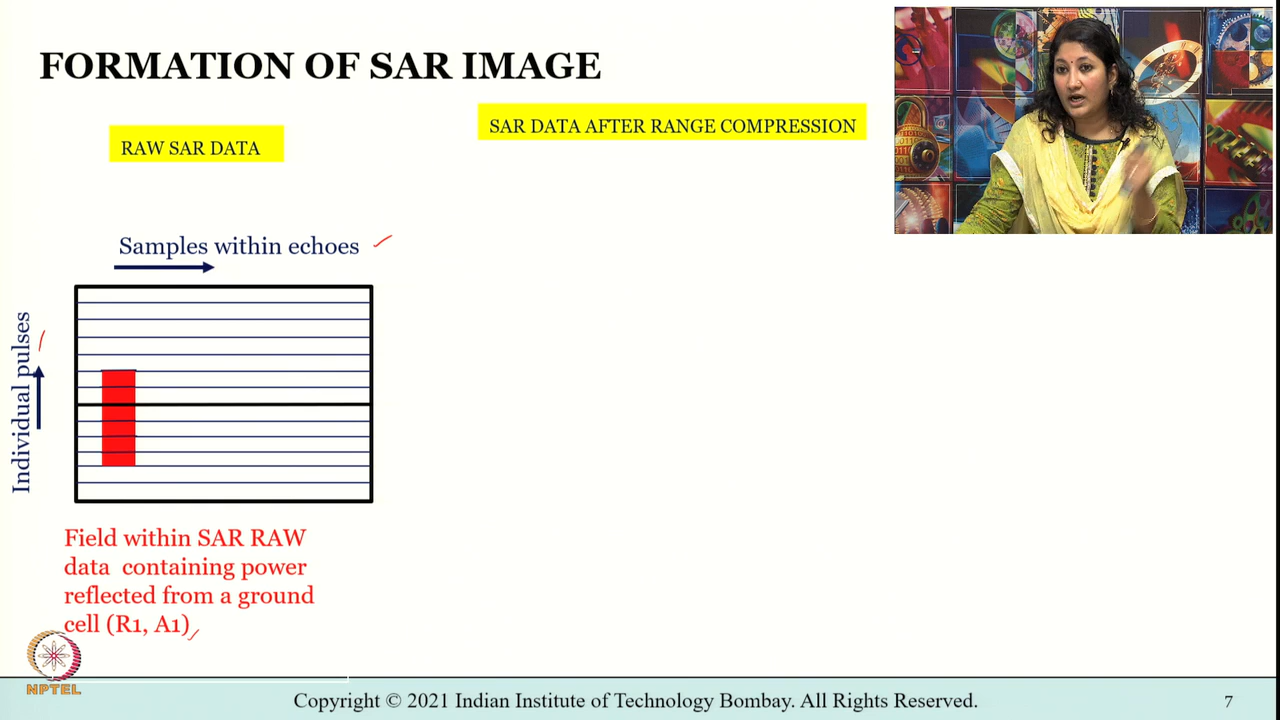 FORMATION OF SAR IMAGE
RAW SAR DATA
SAR DATA AFTER RANGE COMPRESSION
Samples within echoes
Individual pulses
Field within SAR RAW
data containing power
reflected from a ground
cell (R1, A1)
NPTEL
Copyright © 2021 Indian Institute of Technology Bombay. All Rights Reserved.
7